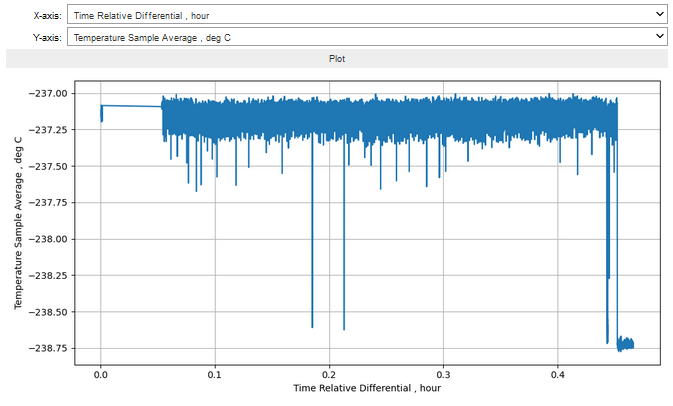 X-axis: Time Relative Differential , hour
Y-axis: Temperature Sample Average , deg C
Plot
−237.00
−237.25
−237.50
−237.75
−238.00
−238.25
−238.50
−238.75
Temperature Sample Average , deg C
0.0 0.1 0.2 0.3 0.4
Time Relative Differential , hour